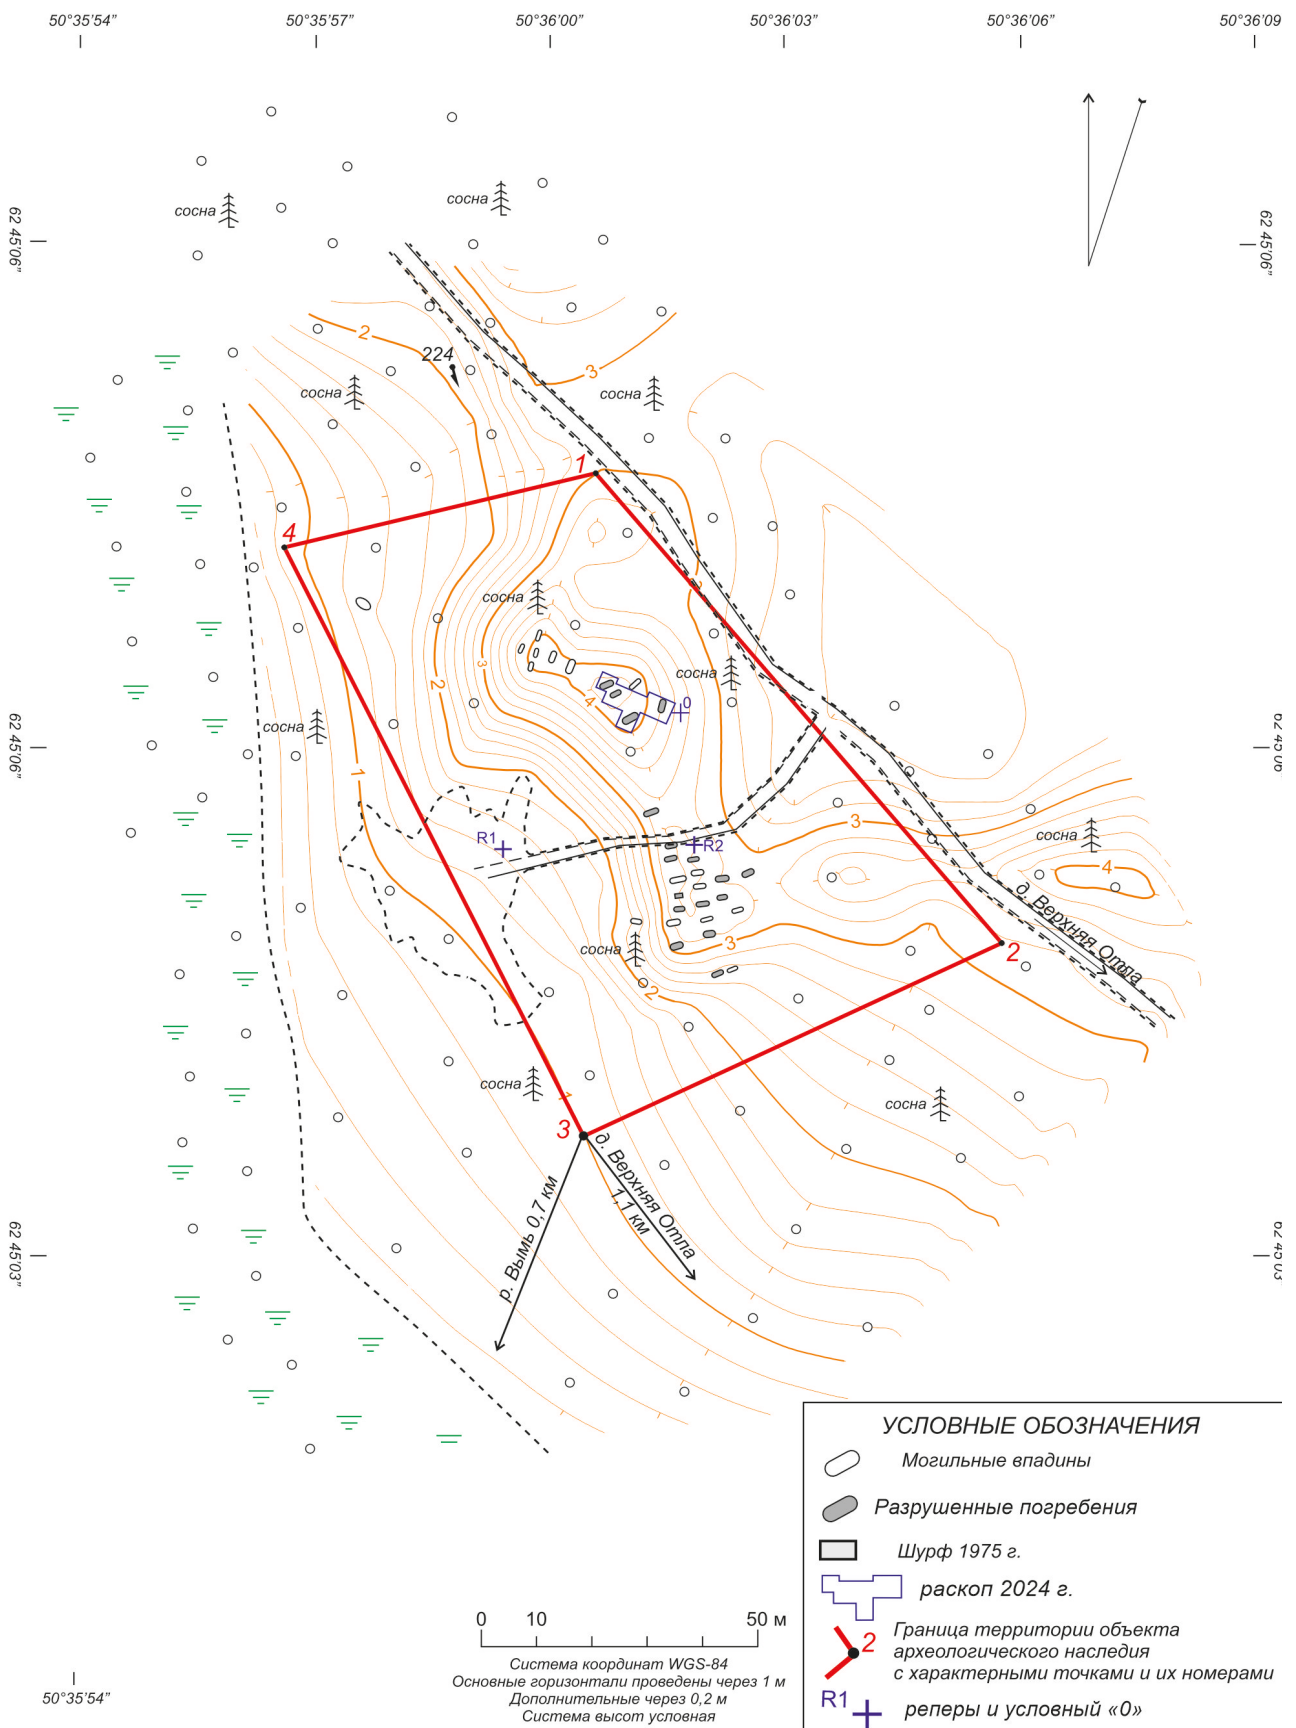 50°35'54"
50°35'57"
50°36'00"
50°36'03"
50°36'06"
50°36'09
62 45'06"
62 45'06"
сосна
сосна
2
224
3
сосна
сосна
1
4
сосна
3
2
сосна
4
0
сосна
62 45'06"
1
R1
R2
3
сосна
4
д. Верхняя Отла
сосна
3
2
2
сосна
1
сосна
3
д. Верхняя Отла
1,1 км
р. Вымь 0,7 км
62 45'03"
УСЛОВНЫЕ ОБОЗНАЧЕНИЯ
Могильные впадины
Разрушенные погребения
Шурф 1975 г.
раскоп 2024 г.
2 Граница территории объекта
археологического наследия
с характерными точками и их номерами
R1 реперы и условный «0»
0 10 50 м
Система координат WGS-84
Основные горизонтали проведены через 1 м
Дополнительные через 0,2 м
Система высот условная
50°35'54"